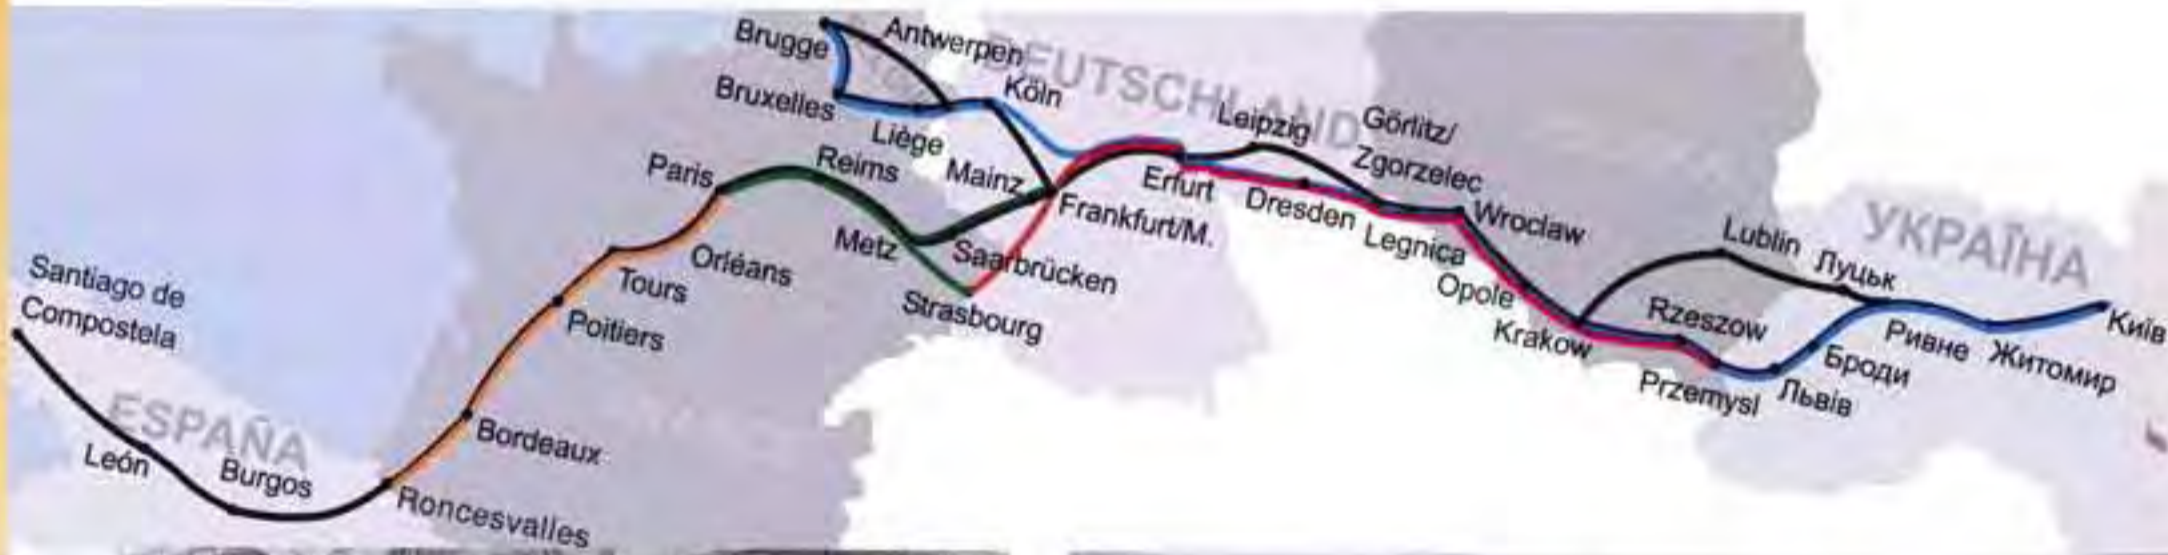 Brugge
Antwerpen
DEUTSCHLAND
Köln
Bruxelles
Liège
Leipzig
Görlitz/
Zgorzelec
Paris
Reims
Mainz
Erfurt
Dresden
Legnica
Wroclaw
УКРАЇНА
Frankfurt/M.
Metz
Saarbrücken
Strasbourg
Orléans
Tours
Poitiers
Santiago de
Compostela
Opole
Krakow
Lublin
Луцьк
Rzeszow
Przemysl
Львів
Броди
Ривне
Житомир
Київ
ESPAÑA
León
Burgos
Bordeaux
Roncesvalles